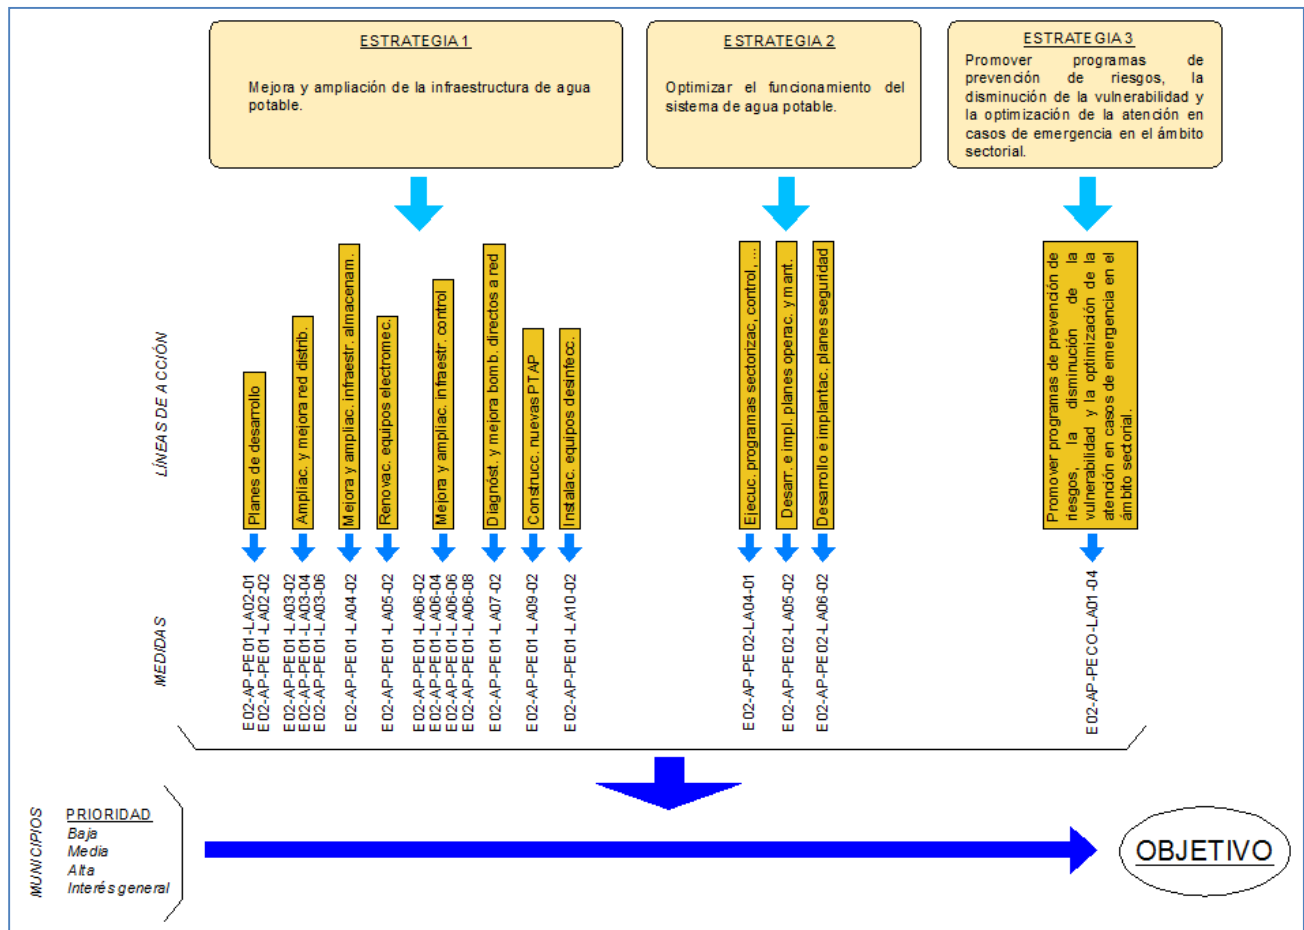 ESTRATEGIA 1
Mejora y ampliación de la infraestructura de agua
potable.
ESTRATEGIA 2
Optimizar el funcionamiento del
sistema de agua potable.
ESTRATEGIA 3
Promover programas de
prevención de riesgos, la
disminución de la vulnerabilidad y
la optimización de la atención en
casos de emergencia en el ámbito
sectorial.
LÍNEAS DE ACCIÓN
Planes de desarrollo
Ampliac. y mejora red distrib.
Mejora y ampliac. infraestr. almacenam.
Renovac. equipos electromec.
Mejora y ampliac. infraestr. control
Diagnóst. y mejora bomb. directos a red
Construcc. nuevas PTAP
Instalac. equipos desinfecc.
Ejecuc. programas sectorizac, control, ...
Desarr. e impl. planes operac. y mant.
Desarrollo e implantac. planes seguridad
Promover programas de prevención de
riesgos, la disminución de la
vulnerabilidad y la optimización de la
atención en casos de emergencia en el
ámbito sectorial.
MEDIDAS
E02-AP-PE01-LA02-01
E02-AP-PE01-LA02-02
E02-AP-PE01-LA03-02
E02-AP-PE01-LA03-04
E02-AP-PE01-LA03-06
E02-AP-PE01-LA04-02
E02-AP-PE01-LA05-02
E02-AP-PE01-LA06-02
E02-AP-PE01-LA06-04
E02-AP-PE01-LA06-06
E02-AP-PE01-LA06-08
E02-AP-PE01-LA07-02
E02-AP-PE01-LA09-02
E02-AP-PE01-LA10-02
E02-AP-PE02-LA04-01
E02-AP-PE02-LA05-02
E02-AP-PE02-LA06-02
E02-AP-PECO-LA01-04
MUNICIPIOS
PRIORIDAD
Baja
Media
Alta
Interés general
OBJETIVO